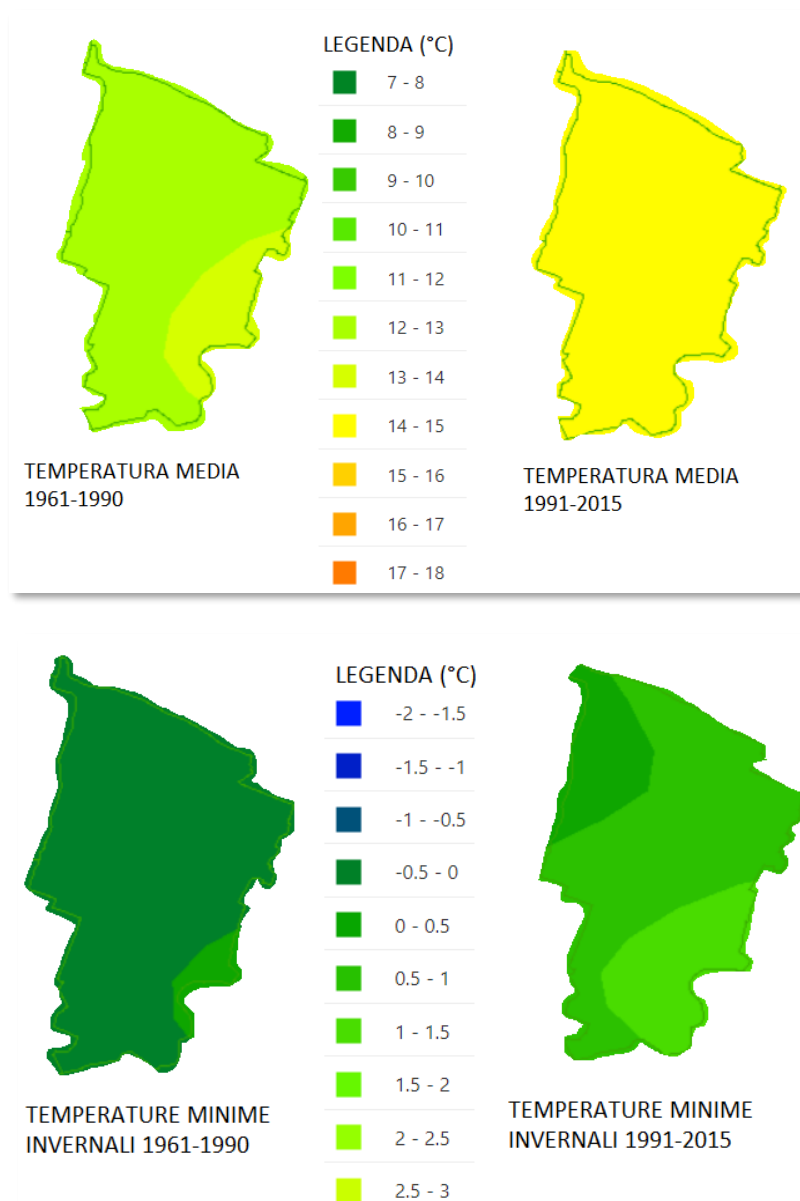 LEGENDA (°C)
7 - 8
8 - 9
9 - 10
10 - 11
11 - 12
12 - 13
13 - 14
14 - 15
15 - 16
16 - 17
17 - 18
TEMPERATURA MEDIA
1961-1990
TEMPERATURA MEDIA
1991-2015
LEGENDA (°C)
-2 - -1.5
-1.5 - -1
-1 - -0.5
-0.5 - 0
0 - 0.5
0.5 - 1
1 - 1.5
1.5 - 2
2 - 2.5
2.5 - 3
TEMPERATURE MINIME
INVERNALI 1961-1990
TEMPERATURE MINIME
INVERNALI 1991-2015